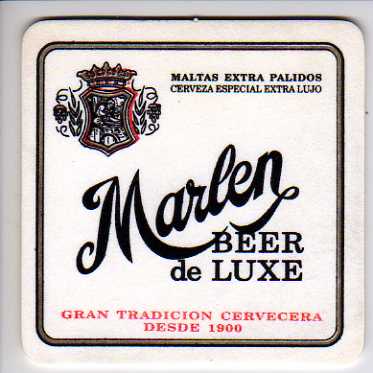 MALTAS EXTRA PALIDOS
CERVEZA ESPECIAL EXTRA LUJO
Marlen
BEER
de LUXE
GRAN TRADICION CERVECERA
DESDE 1900